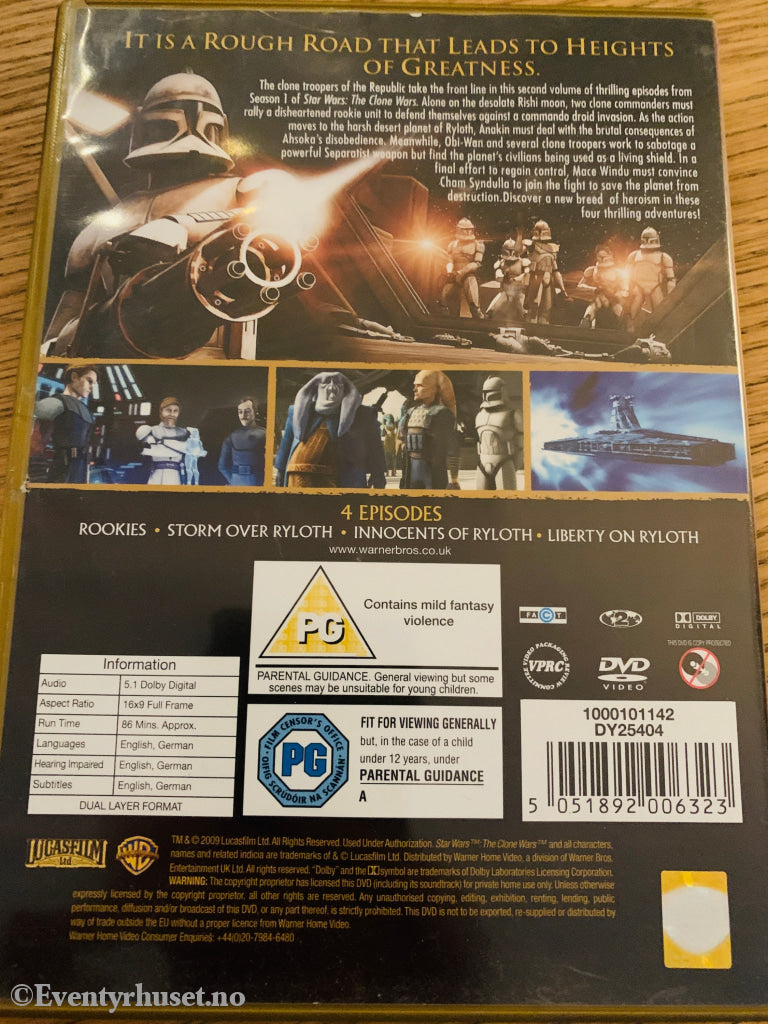 IT IS A ROUGH ROAD THAT LEADS TO HEIGHTS
OF GREATNESS.
The clone troopers of the Republic take the front line in this second volume of thrilling episodes from
Season 1 of Star Wars: The Clone Wars. Alone on the desolate Rishi moon, two clone commanders must
rally a disheartened rookie unit to defend themselves against a commando droid invasion. As the action
moves to the harsh desert planet of Ryloth, Anakin must deal with the brutal consequences of
Ahsoka's disobedience. Meanwhile, Obi-Wan and several clone troopers work to sabotage a
powerful Separatist weapon but find the planet's civilians being used as a living shield. In a
final effort to regain control, Mace Windu must convince
Cham Syndulla to join the fight to save the planet from
destruction.Discover a new breed of heroism in these
four thrilling adventures!
4 EPISODES
ROOKIES • STORM OVER RYLOTH • INNOCENTS OF RYLOTH • LIBERTY ON RYLOTH
www.warnerbros.co.uk
PG
Contains mild fantasy
violence
PARENTAL GUIDANCE. General viewing but some
scenes may be unsuitable for young children.
FACT
2
DOLBY
DIGITAL
VIDEO PACKAGING REVIEW COMMITTEE
VPRC
DVD
VIDEO
THIS DVD IS COPY PROTECTED
Information
Audio 5.1 Dolby Digital
Aspect Ratio 16x9 Full Frame
Run Time 86 Mins. Approx.
Languages English, German
Hearing Impaired English, German
Subtitles English, German
DUAL LAYER FORMAT
FILM CENSOR'S OFFICE
PG
OIFIG SCRÚDÓIR NA SCANNÁN
FIT FOR VIEWING GENERALLY
but, in the case of a child
under 12 years, under
PARENTAL GUIDANCE
A
1000101142
DY25404
5 051892 006323
LUCASFILM
Ltd
WB
TM & © 2009 Lucasfilm Ltd. All Rights Reserved. Used Under Authorization. Star Wars™: The Clone Wars™ and all characters,
names and related indicia are trademarks of & © Lucasfilm Ltd. Distributed by Warner Home Video, a division of Warner Bros.
Entertainment UK Ltd. All rights reserved. "Dolby" and the symbol are trademarks of Dolby Laboratories Licensing Corporation.
WARNING: The copyright proprietor has licensed this DVD (including its soundtrack) for private home use only. Unless otherwise
expressly licensed by the copyright proprietor, all other rights are reserved. Any unauthorised copying, editing, exhibition, renting, lending, public
performance, diffusion and/or broadcast of this DVD, or any part thereof, is strictly prohibited. This DVD is not to be exported, re-supplied or distributed by
way of trade outside the EU without a proper licence from Warner Home Video.
Warner Home Video Consumer Enquiries: +44(0)20-7984-6480
©Eventyrhuset.no